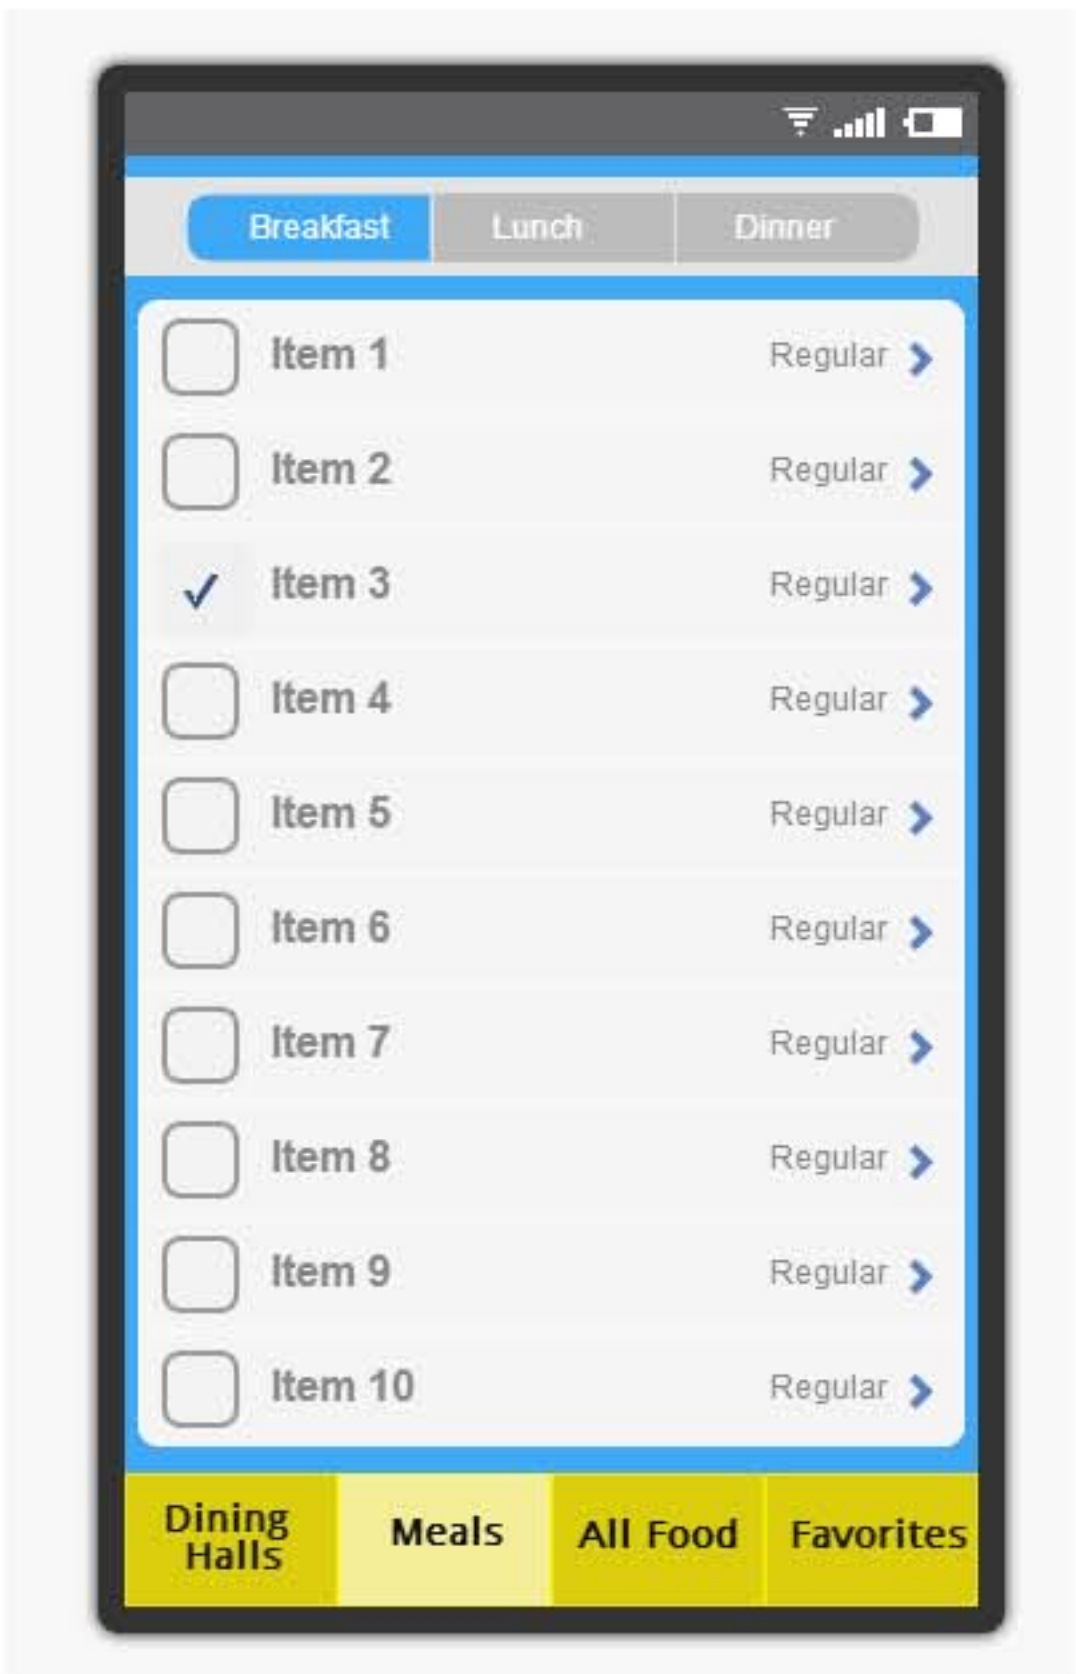 Breakfast Lunch Dinner
Item 1 Regular
Item 2 Regular
Item 3 Regular
Item 4 Regular
Item 5 Regular
Item 6 Regular
Item 7 Regular
Item 8 Regular
Item 9 Regular
Item 10 Regular
Dining
Halls
Meals
All Food
Favorites